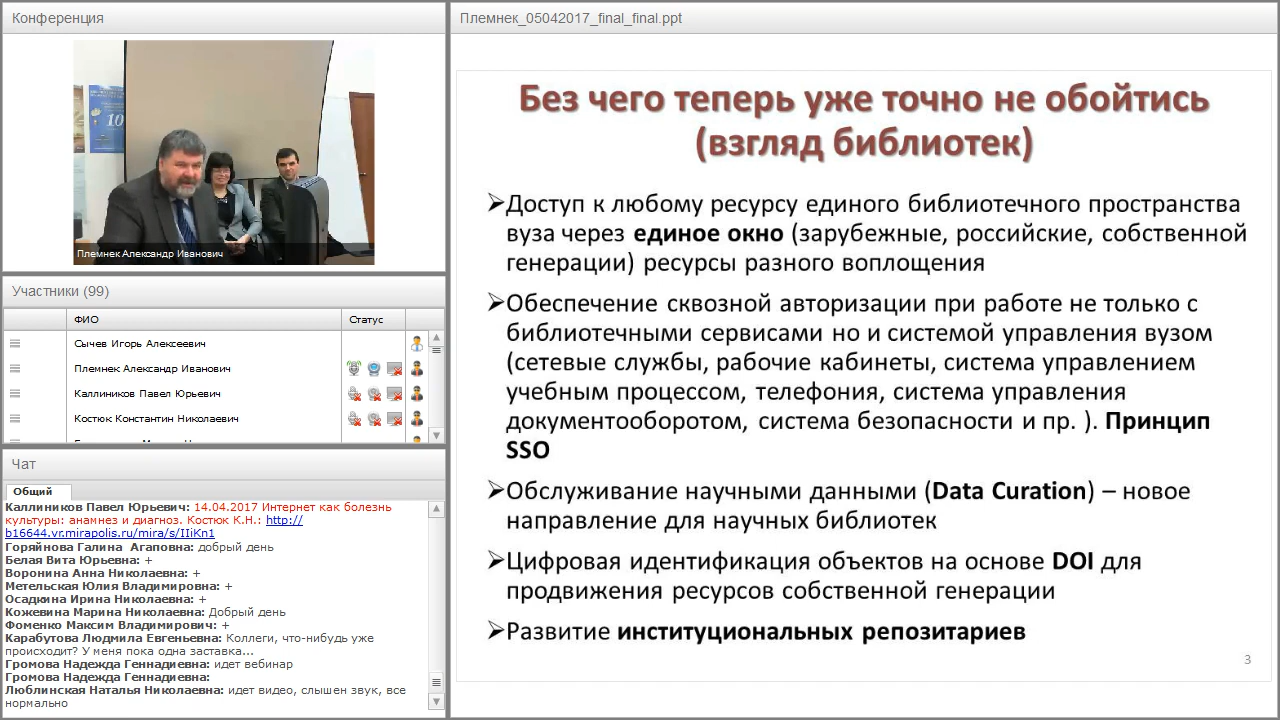 Конференция
10
Племнек Александр Иванович
Участники (99)
ФИО
Статус
Сычев Игорь Алексеевич
Племнек Александр Иванович
Каллиников Павел Юрьевич
Костюк Константин Николаевич
Чат
Общий
Каллиников Павел Юрьевич: 14.04.2017 Интернет как болезнь
культуры: анамнез и диагноз. Костюк К.Н.: http://
b16644.vr.mirapolis.ru/mira/s/IIiKn1
Горяйнова Галина Агаповна: добрый день
Белая Вита Юрьевна: +
Воронина Анна Николаевна: +
Метельская Юлия Владимировна: +
Осадкина Ирина Николаевна: +
Кожевина Марина Николаевна: Добрый день
Фоменко Максим Владимирович: +
Карабутова Людмила Евгеньевна: Коллеги, что-нибудь уже
происходит? У меня пока одна заставка...
Громова Надежда Геннадиевна: идет вебинар
Громова Надежда Геннадиевна:
Люблинская Наталья Николаевна: идет видео, слышен звук, все
нормально
Племнек_05042017_final_final.ppt
Без чего теперь уже точно не обойтись
(взгляд библиотек)
➢Доступ к любому ресурсу единого библиотечного пространства
вуза через единое окно (зарубежные, российские, собственной
генерации) ресурсы разного воплощения
➢Обеспечение сквозной авторизации при работе не только с
библиотечными сервисами но и системой управления вузом
(сетевые службы, рабочие кабинеты, система управлением
учебным процессом, телефония, система управления
документооборотом, система безопасности и пр. ). Принцип
SSO
➢Обслуживание научными данными (Data Curation) – новое
направление для научных библиотек
➢Цифровая идентификация объектов на основе DOI для
продвижения ресурсов собственной генерации
➢Развитие институциональных репозитариев
3